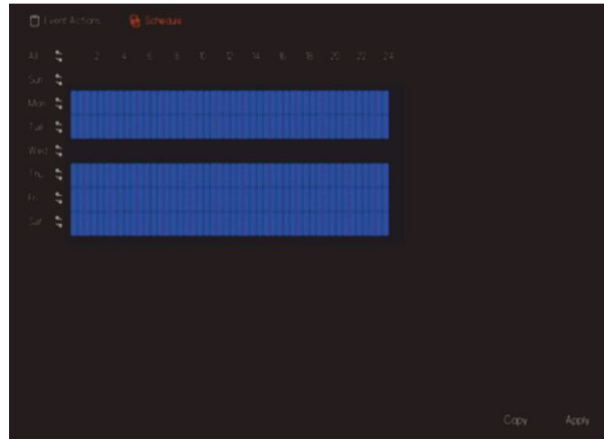 Event Actions Schedule
All 2 4 6 8 10 12 14 16 18 20 22 24
Sun
Mon
Tue
Wed
Thu
Fri
Sat
Copy Apply